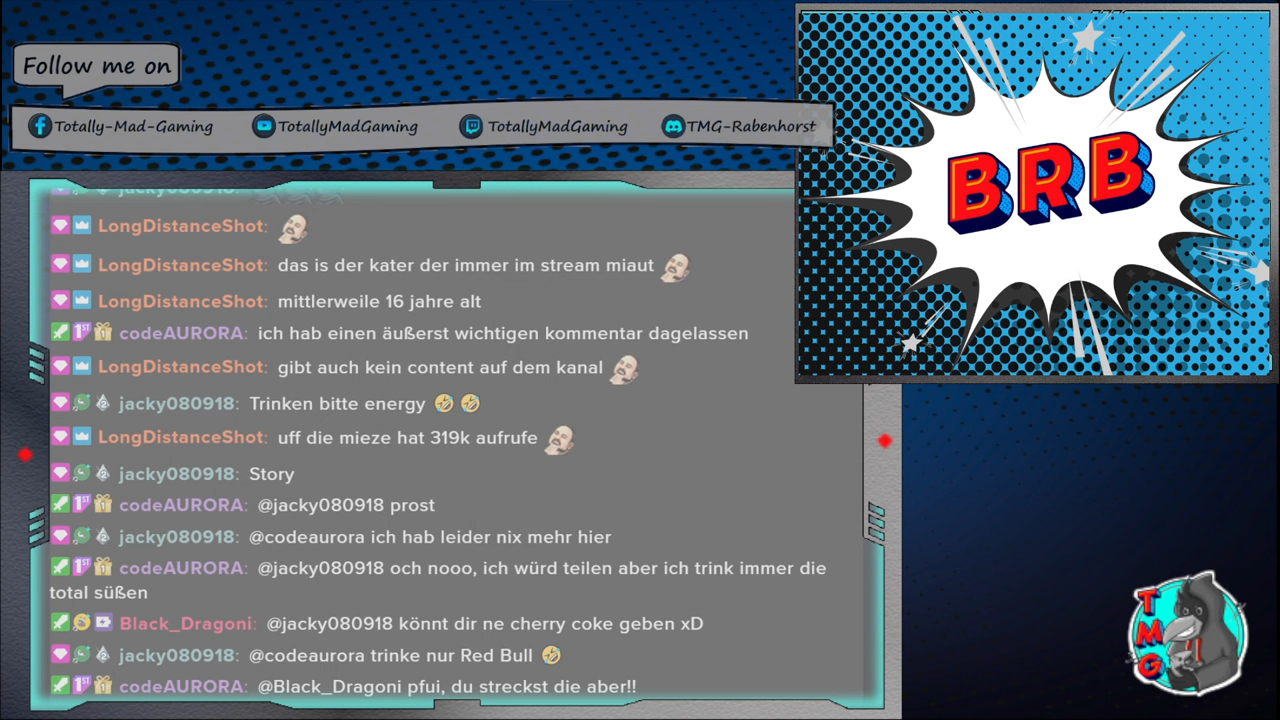 Follow me on
Totally-Mad-Gaming
TotallyMadGaming
TotallyMadGaming
TMG-Rabenhorst
BRB
jacky080918:
LongDistanceShot:
LongDistanceShot: das is der kater der immer im stream miaut
LongDistanceShot: mittlerweile 16 jahre alt
codeAURORA: ich hab einen äußerst wichtigen kommentar dagelassen
LongDistanceShot: gibt auch kein content auf dem kanal
jacky080918: Trinken bitte energy 🤣 🤣
LongDistanceShot: uff die mieze hat 319k aufrufe
jacky080918: Story
codeAURORA: @jacky080918 prost
jacky080918: @codeaurora ich hab leider nix mehr hier
codeAURORA: @jacky080918 och nooo, ich würd teilen aber ich trink immer die
total süßen
Black_Dragoni: @jacky080918 könnt dir ne cherry coke geben xD
jacky080918: @codeaurora trinke nur Red Bull 🤣
codeAURORA: @Black_Dragoni pfui, du streckst die aber!!
TMG